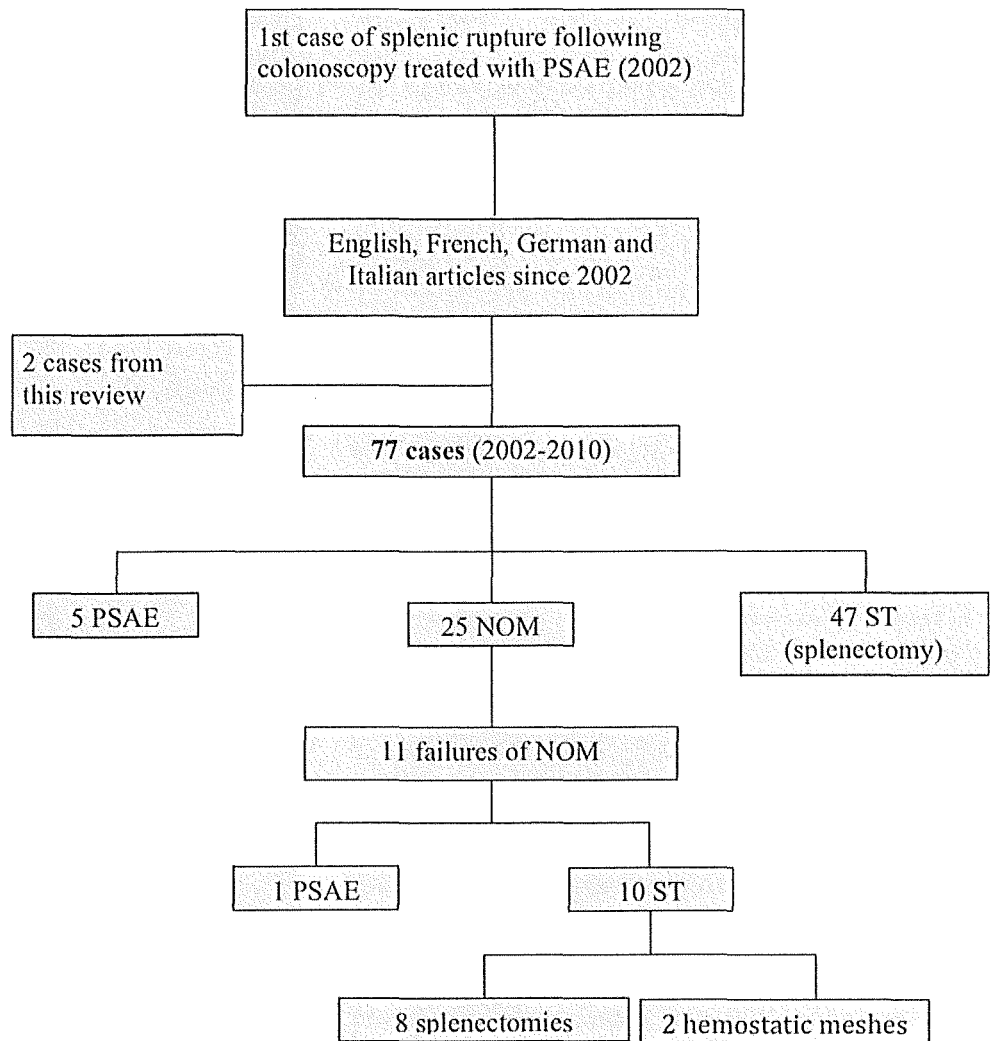 1st case of splenic rupture following
colonoscopy treated with PSAE (2002)
English, French, German and
Italian articles since 2002
2 cases from
this review
77 cases (2002-2010)
5 PSAE
25 NOM
47 ST
(splenectomy)
11 failures of NOM
1 PSAE
10 ST
8 splenectomies
2 hemostatic meshes